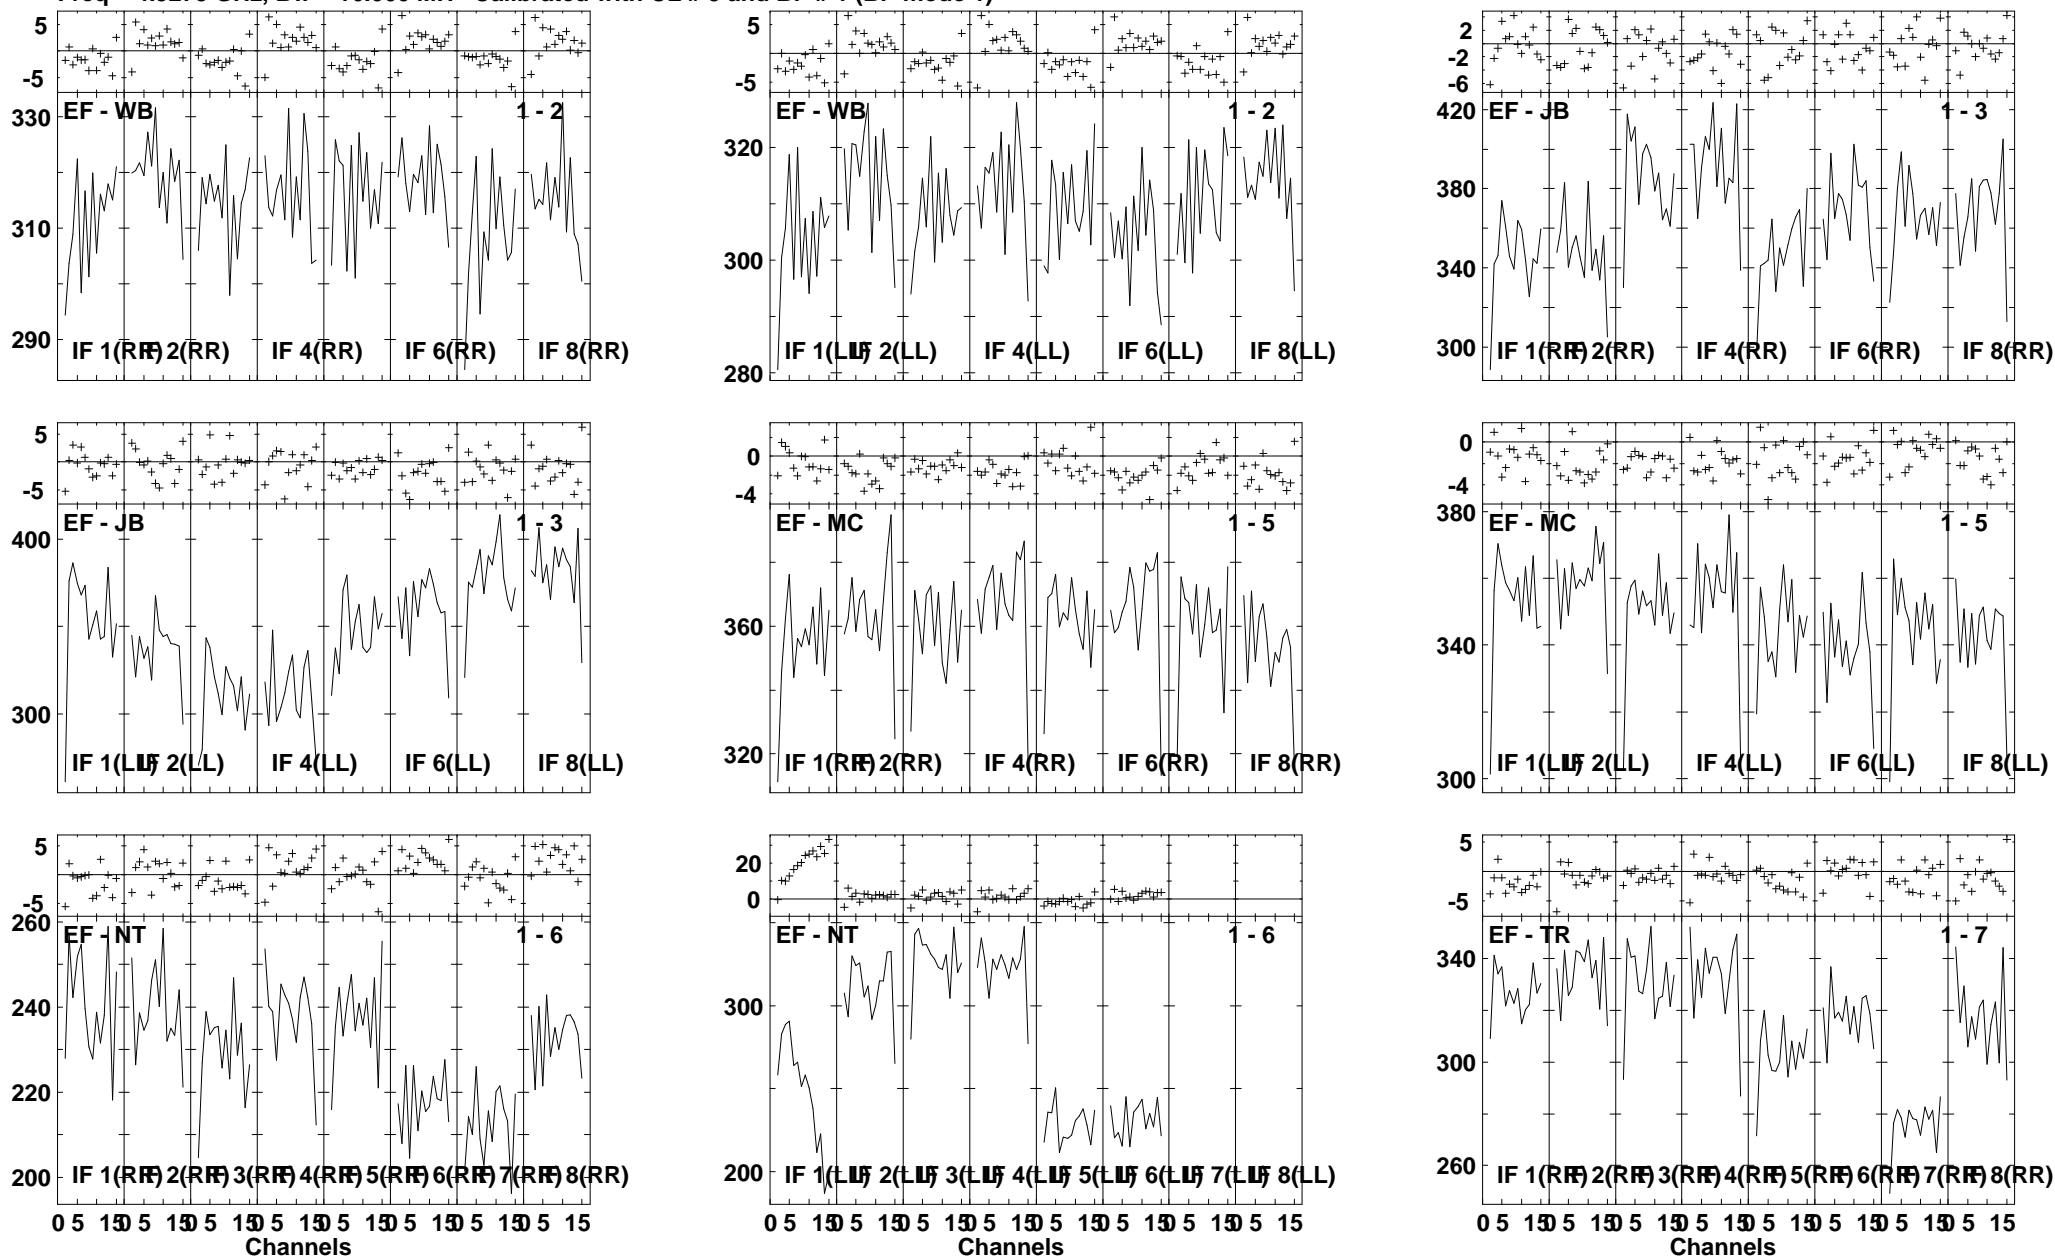 5 5 2
-2
-5 -5 -6
330 EF - WB 1 - 2 EF - WB 1 - 2 420 EF - JB 1 - 3
320 380
310 300 340
290 IF 1(RR) IF 2(RR) IF 4(RR) IF 6(RR) IF 8(RR) IF 1(LL) IF 2(LL) IF 4(LL) IF 6(LL) IF 8(LL) 300 IF 1(RR) IF 2(RR) IF 4(RR) IF 6(RR) IF 8(RR)
280
5 0 0
-5 -4 -4
EF - JB 1 - 3 EF - MC 1 - 5 380 EF - MC 1 - 5
400 360 340
300
IF 1(LL) IF 2(LL) IF 4(LL) IF 6(LL) IF 8(LL) 320 IF 1(RR) IF 2(RR) IF 4(RR) IF 6(RR) IF 8(RR) 300 IF 1(LL) IF 2(LL) IF 4(LL) IF 6(LL) IF 8(LL)
5 20 5
-5 0 -5
260 EF - NT 1 - 6 EF - NT 1 - 6 EF - TR 1 - 7
240 300 340
220 300
200 IF 1(RR) IF 2(RR) IF 3(RR) IF 4(RR) IF 5(RR) IF 6(RR) IF 7(RR) IF 8(RR) 200 IF 1(LL) IF 2(LL) IF 3(LL) IF 4(LL) IF 5(LL) IF 6(LL) IF 7(LL) IF 8(LL) 260 IF 1(RR) IF 2(RR) IF 3(RR) IF 4(RR) IF 5(RR) IF 6(RR) IF 7(RR) IF 8(RR)
0 5 15 0 5 15 0 5 15 0 5 15 0 5 15 0 5 15 0 5 15 0 5 15 0 5 15 0 5 15 0 5 15 0 5 15
Channels Channels Channels